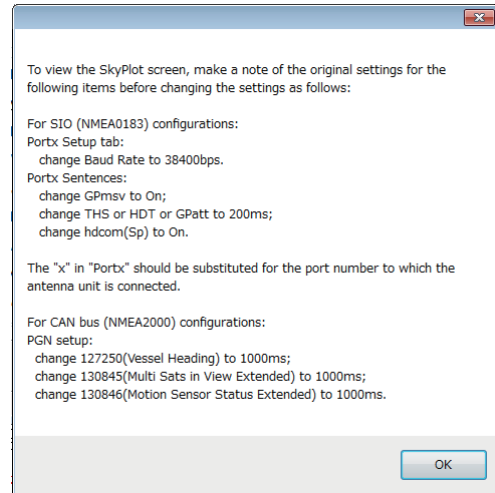 To view the SkyPlot screen, make a note of the original settings for the
following items before changing the settings as follows:
For SIO (NMEA0183) configurations:
Portx Setup tab:
change Baud Rate to 38400bps.
Portx Sentences:
change GPmsv to On;
change THS or HDT or GPatt to 200ms;
change hdcom(Sp) to On.
The "x" in "Portx" should be substituted for the port number to which the
antenna unit is connected.
For CAN bus (NMEA2000) configurations:
PGN setup:
change 127250(Vessel Heading) to 1000ms;
change 130845(Multi Sats in View Extended) to 1000ms;
change 130846(Motion Sensor Status Extended) to 1000ms.
OK